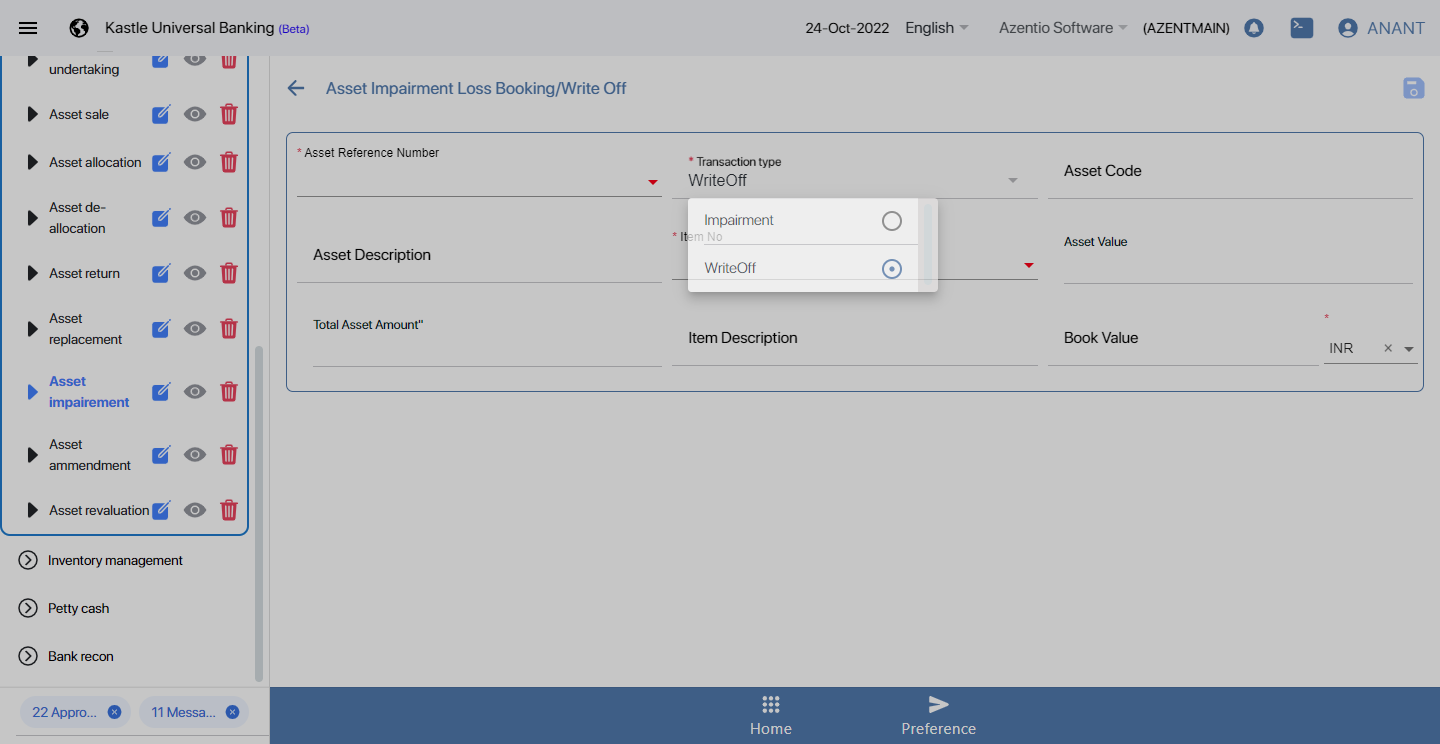 Kastle Universal Banking (Beta)
24-Oct-2022
English
Azentio Software
(AZENTMAIN)
ANANT
undertaking
Asset sale
Asset allocation
Asset de-
allocation
Asset return
Asset
replacement
Asset
impairement
Asset
ammendment
Asset revaluation
Inventory management
Petty cash
Bank recon
22 Appro...
11 Messa...
Asset Impairment Loss Booking/Write Off
* Asset Reference Number
* Transaction type
WriteOff
Asset Code
Impairment
WriteOff
Asset Description
* Item No
Asset Value
Total Asset Amount"
Item Description
Book Value
*
INR
Home
Preference